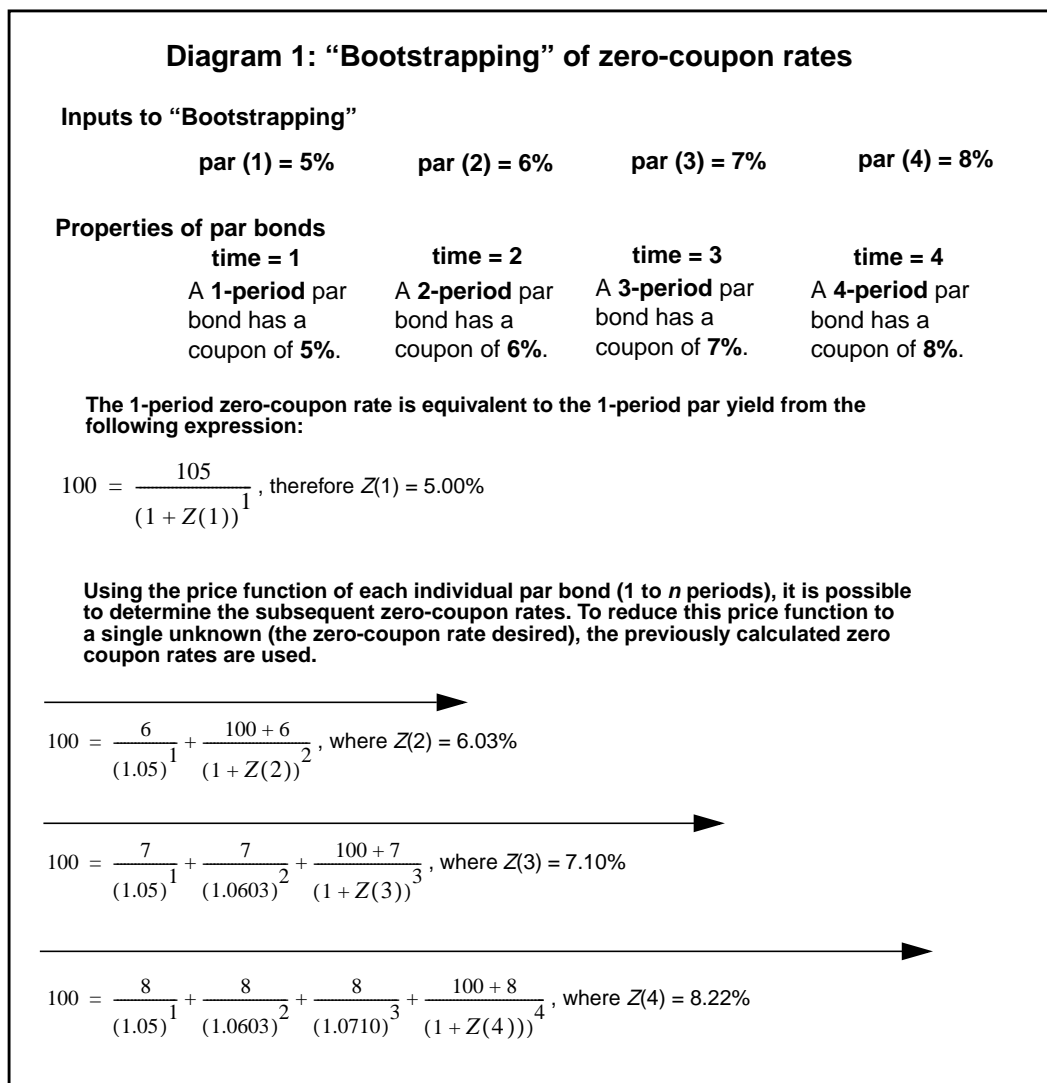 Diagram 1: “Bootstrapping” of zero-coupon rates
Inputs to “Bootstrapping”
par (1) = 5% par (2) = 6% par (3) = 7% par (4) = 8%
Properties of par bonds
time = 1 time = 2 time = 3 time = 4
A 1-period par A 2-period par A 3-period par A 4-period par
bond has a bond has a bond has a bond has a
coupon of 5%. coupon of 6%. coupon of 7%. coupon of 8%.
The 1-period zero-coupon rate is equivalent to the 1-period par yield from the
following expression:
100 = 105 / (1 + Z(1))^1 , therefore Z(1) = 5.00%
Using the price function of each individual par bond (1 to n periods), it is possible
to determine the subsequent zero-coupon rates. To reduce this price function to
a single unknown (the zero-coupon rate desired), the previously calculated zero
coupon rates are used.
100 = 6 / (1.05)^1 + 100 + 6 / (1 + Z(2))^2 , where Z(2) = 6.03%
100 = 7 / (1.05)^1 + 7 / (1.0603)^2 + 100 + 7 / (1 + Z(3))^3 , where Z(3) = 7.10%
100 = 8 / (1.05)^1 + 8 / (1.0603)^2 + 8 / (1.0710)^3 + 100 + 8 / (1 + Z(4)))^4 , where Z(4) = 8.22%